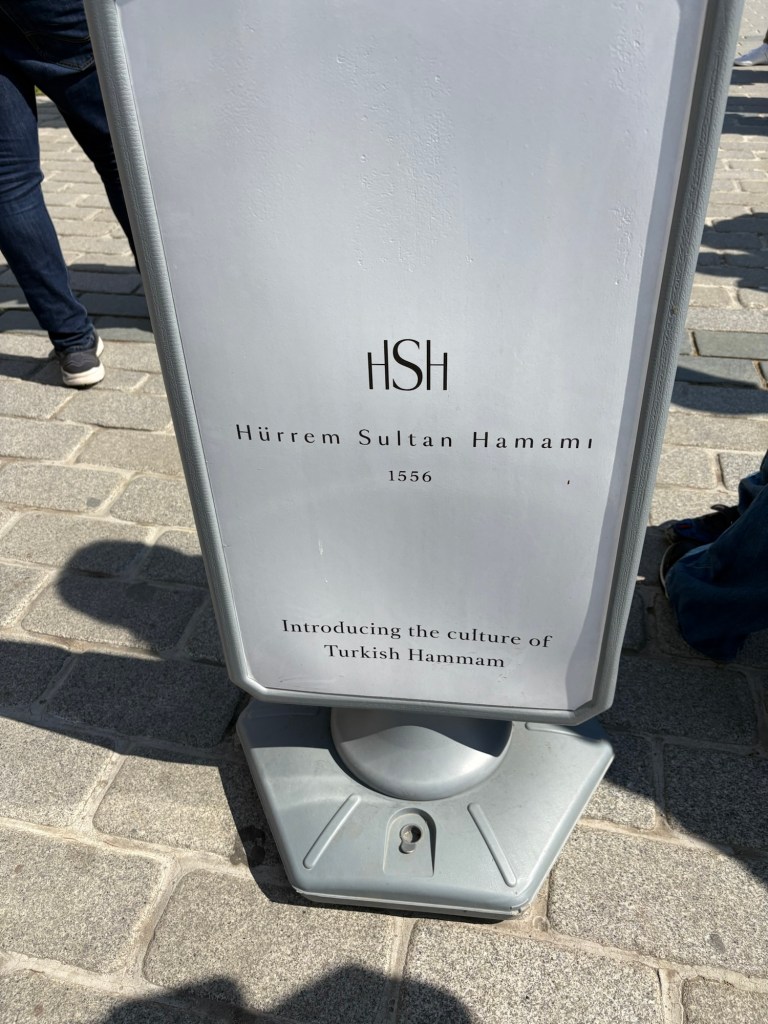 HSH
Hürrem Sultan Hamamı
1556
Introducing the culture of
Turkish Hammam